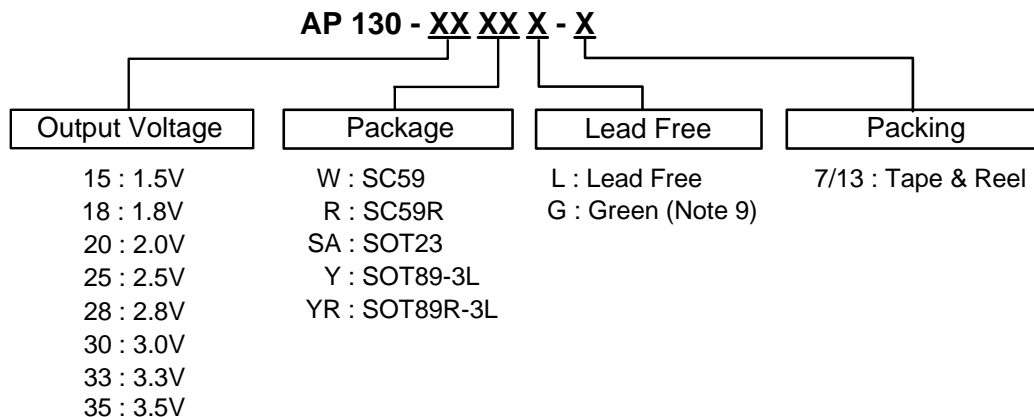 AP 130 - XX XX X - X
Output Voltage
15 : 1.5V
18 : 1.8V
20 : 2.0V
25 : 2.5V
28 : 2.8V
30 : 3.0V
33 : 3.3V
35 : 3.5V
Package
W : SC59
R : SC59R
SA : SOT23
Y : SOT89-3L
YR : SOT89R-3L
Lead Free
L : Lead Free
G : Green (Note 9)
Packing
7/13 : Tape & Reel